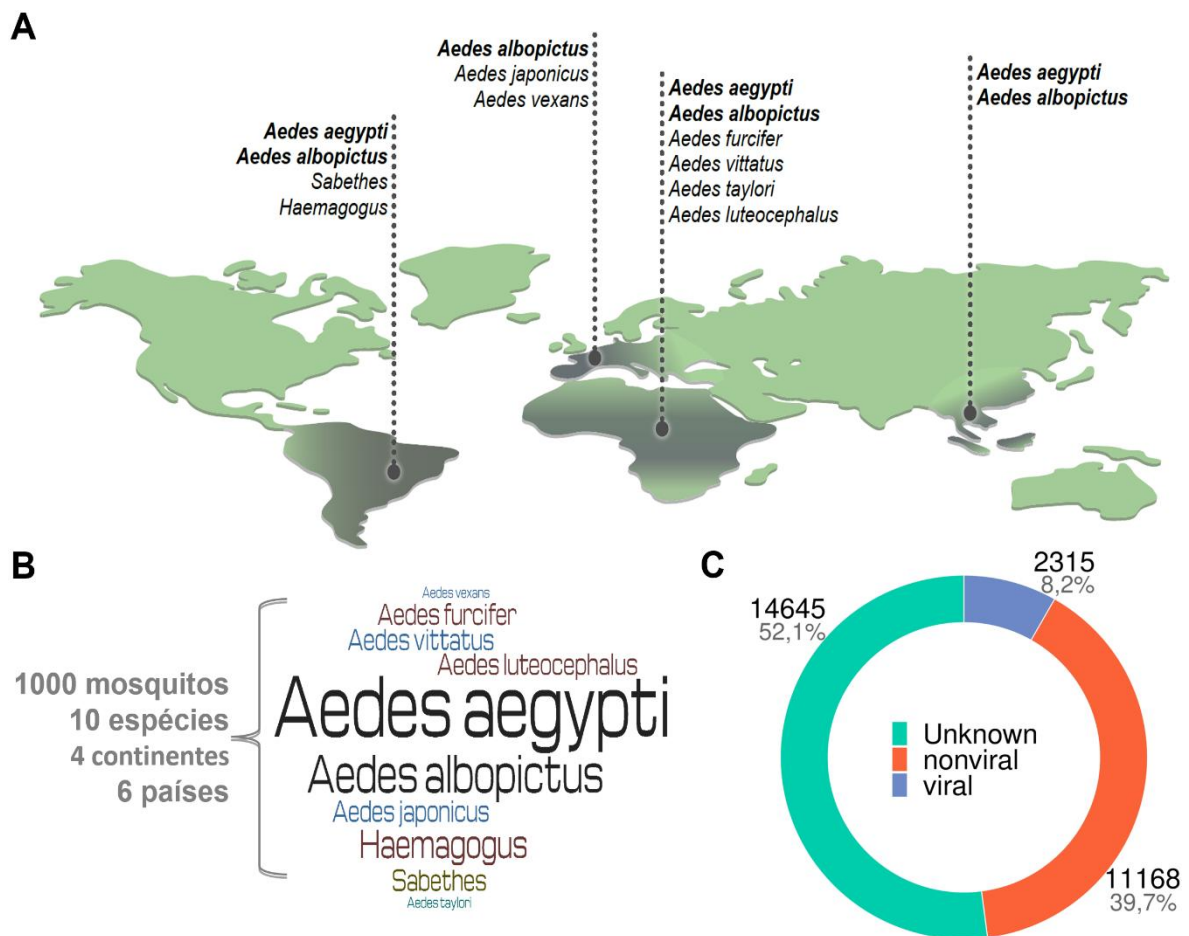 A
Aedes aegypti
Aedes albopictus
Sabethes
Haemagogus
Aedes albopictus
Aedes japonicus
Aedes vexans
Aedes aegypti
Aedes albopictus
Aedes furcifer
Aedes vittatus
Aedes taylori
Aedes luteocephalus
Aedes aegypti
Aedes albopictus
B
1000 mosquitos
10 espécies
4 continentes
6 países
Aedes vexans
Aedes furcifer
Aedes vittatus
Aedes luteocephalus
Aedes aegypti
Aedes albopictus
Aedes japonicus
Haemagogus
Sabethes
Aedes taylori
C
2315
8,2%
14645
52,1%
Unknown
nonviral
viral
11168
39,7%